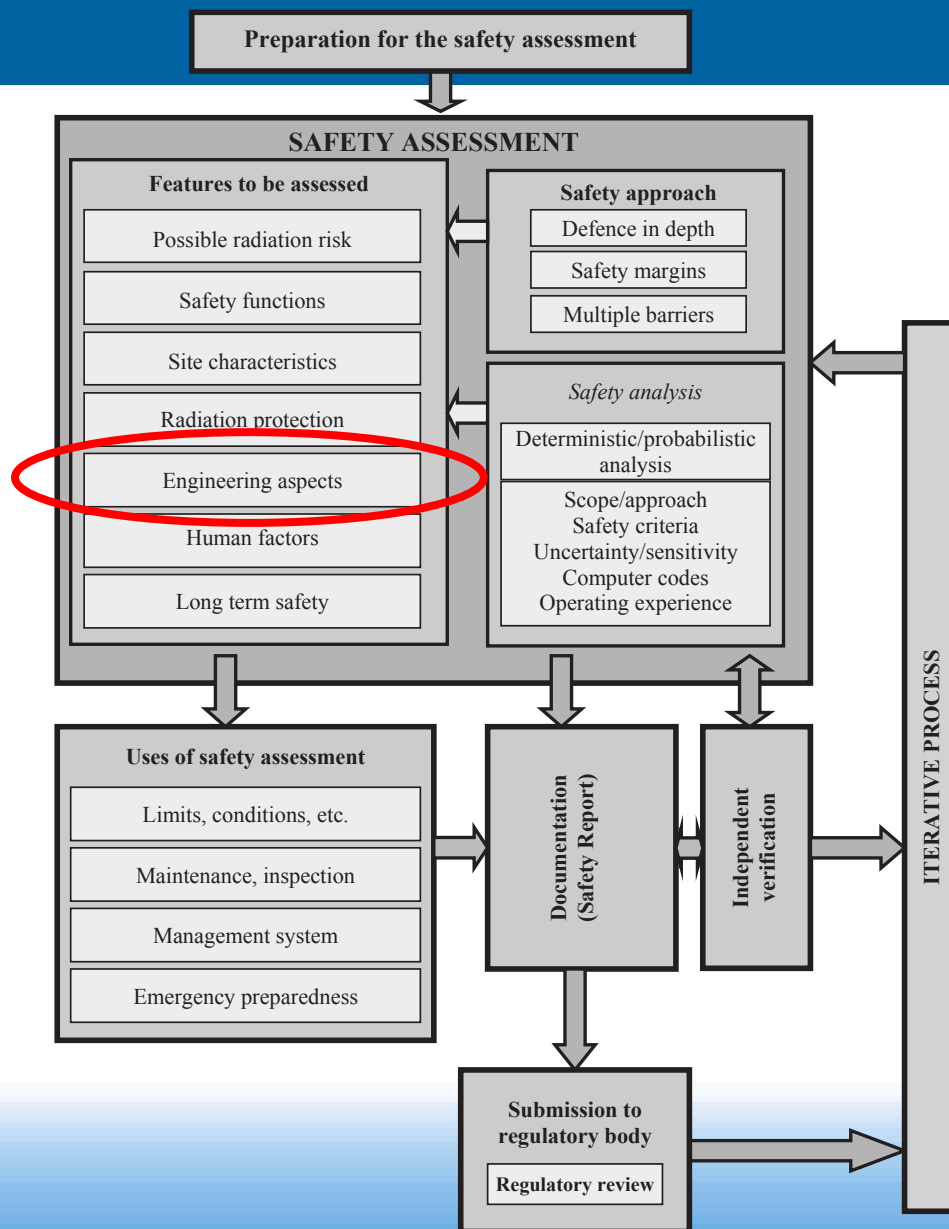 Preparation for the safety assessment
SAFETY ASSESSMENT
Features to be assessed
Possible radiation risk
Safety functions
Site characteristics
Radiation protection
Engineering aspects
Human factors
Long term safety
Safety approach
Defence in depth
Safety margins
Multiple barriers
Safety analysis
Deterministic/probabilistic
analysis
Scope/approach
Safety criteria
Uncertainty/sensitivity
Computer codes
Operating experience
Uses of safety assessment
Limits, conditions, etc.
Maintenance, inspection
Management system
Emergency preparedness
Documentation
(Safety Report)
Independent
verification
ITERATIVE PROCESS
Submission to
regulatory body
Regulatory review